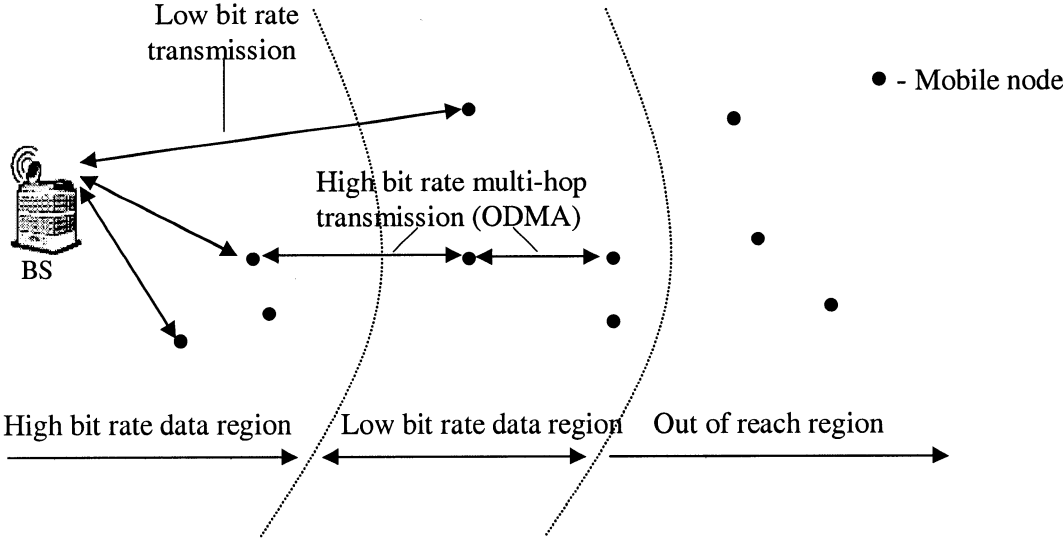 Low bit rate
transmission
● - Mobile node
High bit rate multi-hop
transmission (ODMA)
BS
High bit rate data region
Low bit rate data region
Out of reach region